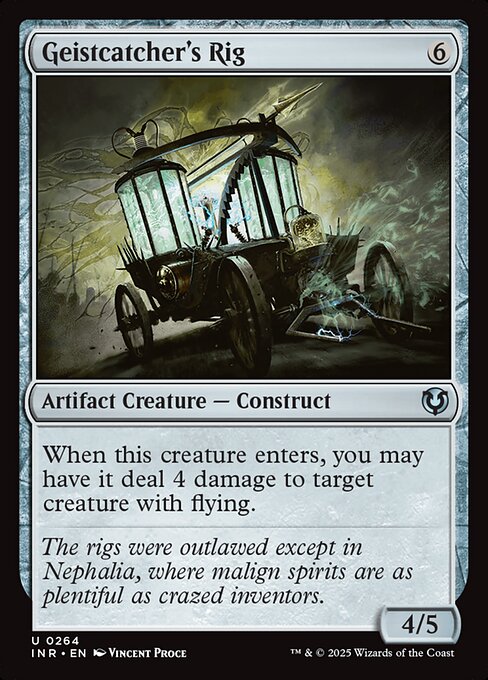 Geistcatcher's Rig 6
Artifact Creature — Construct
When this creature enters, you may
have it deal 4 damage to target
creature with flying.
The rigs were outlawed except in
Nephalia, where malign spirits are as
plentiful as crazed inventors.
4/5
U 0264
INR • EN Vincent Proce
™ & © 2025 Wizards of the Coast